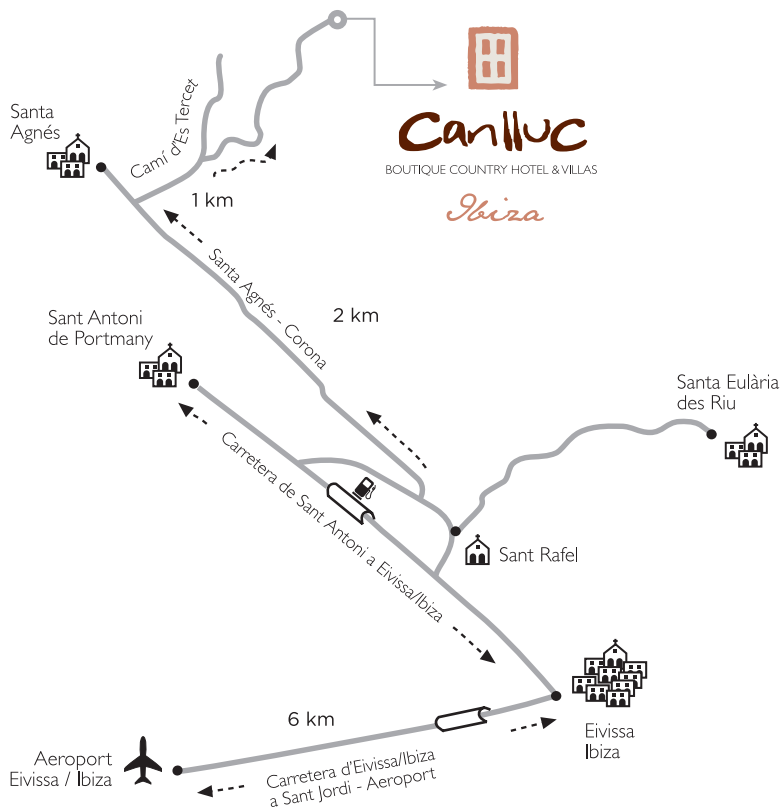 Canlluc
BOUTIQUE COUNTRY HOTEL & VILLAS
Ibiza
Santa
Agnés
Camí d'Es Tercet
1 km
Santa Agnés - Corona
2 km
Sant Antoni
de Portmany
Santa Eulària
des Riu
Carretera de Sant Antoni a Eivissa/Ibiza
Sant Rafel
6 km
Eivissa
Ibiza
Aeroport
Eivissa / Ibiza
Carretera d'Eivissa/Ibiza
a Sant Jordi - Aeroport